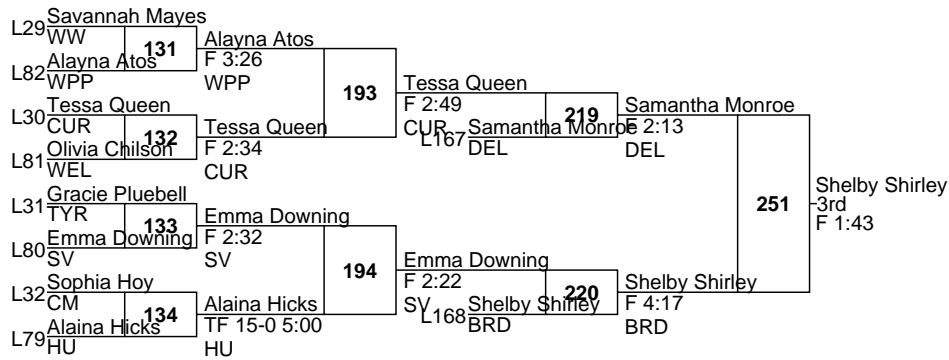 Savannah Mayes
L29
WW
131
Alayna Atos
F 3:26
WPP
Alayna Atos
L82
WPP
193
Tessa Queen
F 2:49
CUR
Tessa Queen
L30
CUR
132
Tessa Queen
F 2:34
CUR
Olivia Chilson
L81
WEL
L167
Samantha Monroe
DEL
219
Samantha Monroe
F 2:13
DEL
251
Shelby Shirley
3rd
F 1:43
Gracie Pluebell
L31
TYR
133
Emma Downing
F 2:32
SV
Emma Downing
L80
SV
194
Emma Downing
F 2:22
SV
Sophia Hoy
L32
CM
134
Alaina Hicks
TF 15-0 5:00
HU
Alaina Hicks
L79
HU
L168
Shelby Shirley
BRD
220
Shelby Shirley
F 4:17
BRD